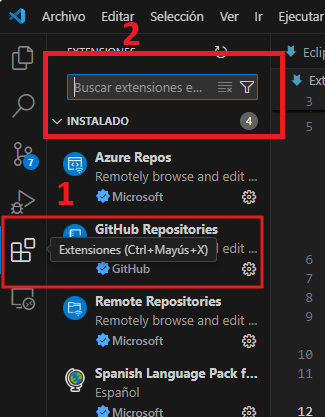 Archivo Editar Selección Ver Ir Ejecutar
EXTENSIONES
2
Eclip
Buscar extensiones e...
Ext
3
INSTALADO 4
5
Azure Repos
Remotely browse and edit ...
Microsoft
7
1
GitHub Repositories
Extensiones (Ctrl+Mayús+X) d edit ...
GitHub
6
7
8
9
Remote Repositories
Remotely browse and edit ...
Microsoft
10
Spanish Language Pack f...
Español
Microsoft
11
12